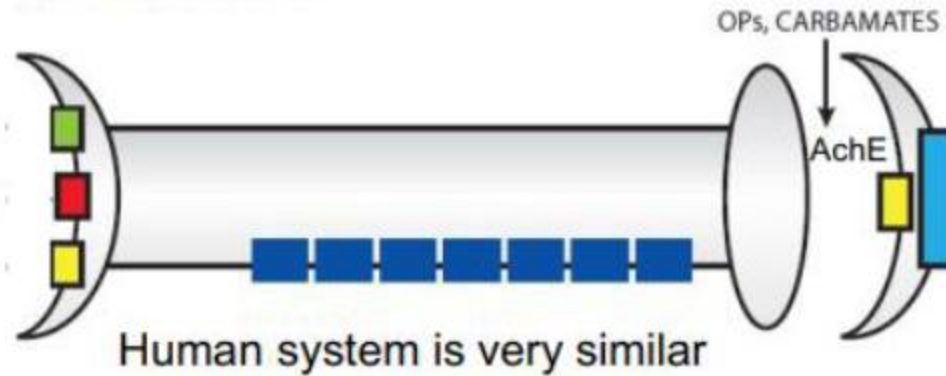 OPs, CARBAMATES
AchE
Human system is very similar